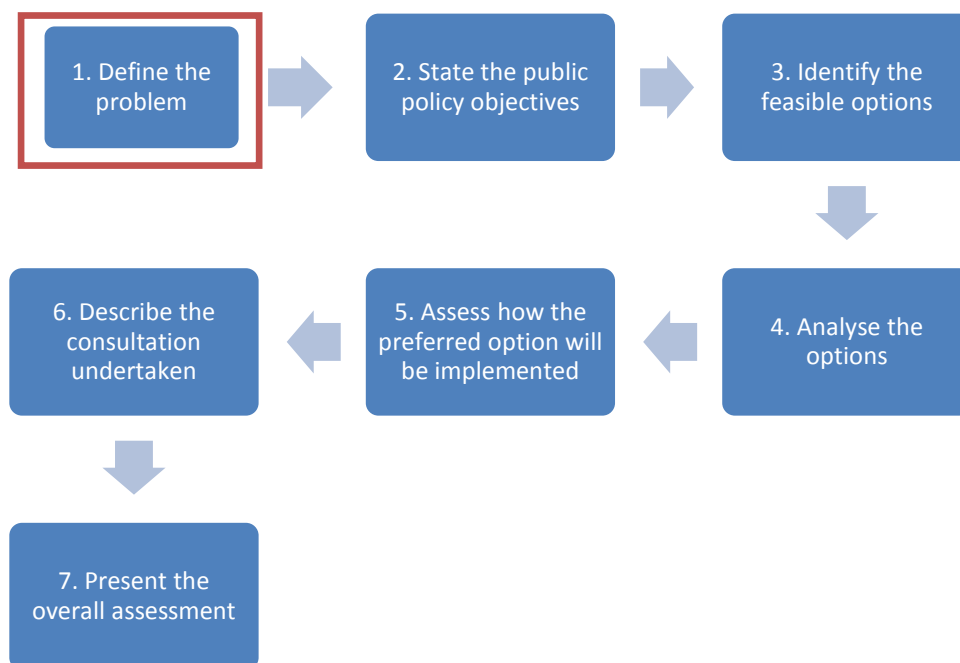 1. Define the
problem
2. State the public
policy objectives
3. Identify the
feasible options
4. Analyse the
options
5. Assess how the
preferred option will
be implemented
6. Describe the
consultation
undertaken
7. Present the
overall assessment